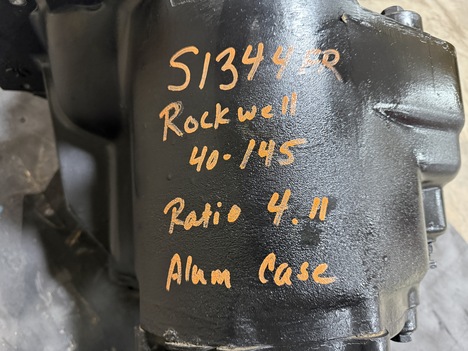 S1344ER
Rockwell
40-145
Ratio 4.11
Alum Case